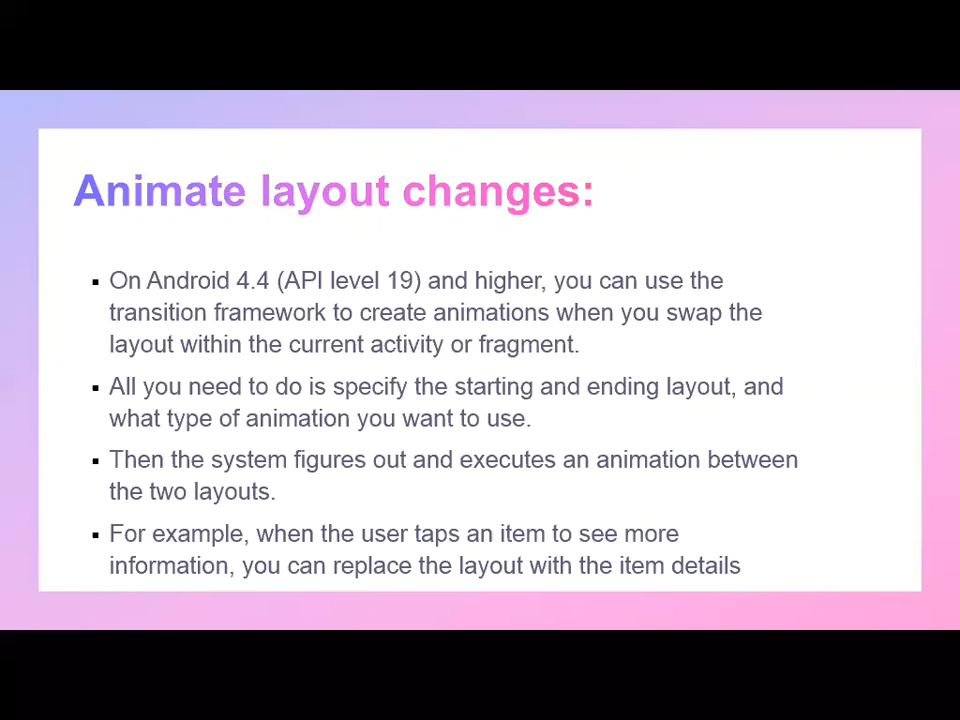 Animate layout changes:
▪ On Android 4.4 (API level 19) and higher, you can use the
transition framework to create animations when you swap the
layout within the current activity or fragment.
▪ All you need to do is specify the starting and ending layout, and
what type of animation you want to use.
▪ Then the system figures out and executes an animation between
the two layouts.
▪ For example, when the user taps an item to see more
information, you can replace the layout with the item details